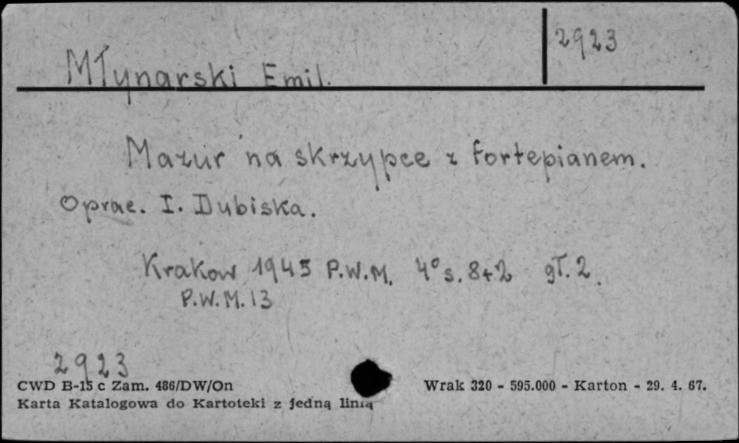 2923
Młynarski Emil.
Mazur na skrzypce z fortepianem.
Oprac. I. Dubiska.
Krakow 1945 P.W.M. 4° s. 8+2 gł. 2.
P.W.M. 13
2923
CWD B-15 c Zam. 486/DW/On
Wrak 320 - 595.000 - Karton - 29. 4. 67.
Karta Katalogowa do Kartoteki z jedną linią